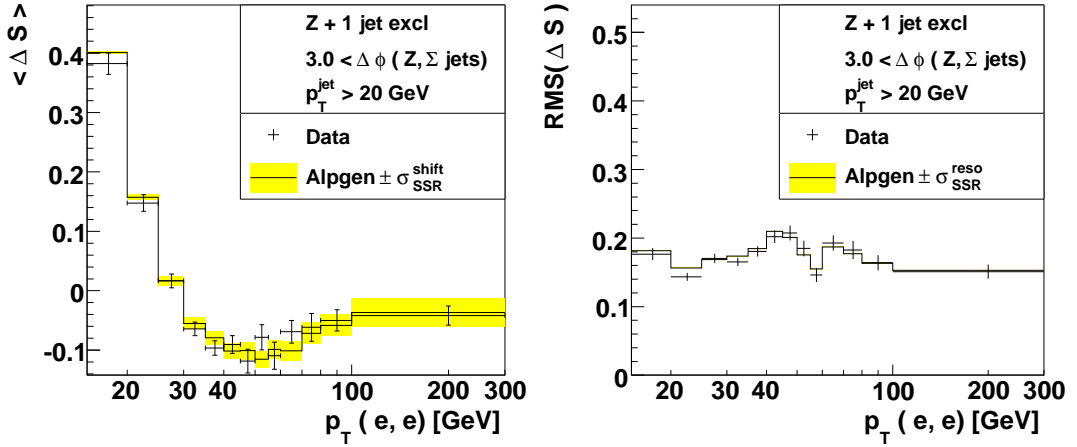 < Δ S >
Z + 1 jet excl
3.0 < Δ ϕ ( Z, Σ jets)
p_T^jet > 20 GeV
Data
Alpgen ± σ_SSR^shift
0.4
0.3
0.2
0.1
0
-0.1
20 30 40 100 200 300
p_T ( e, e) [GeV]
RMS( Δ S )
Z + 1 jet excl
3.0 < Δ ϕ ( Z, Σ jets)
p_T^jet > 20 GeV
Data
Alpgen ± σ_SSR^reso
0.5
0.4
0.3
0.2
0.1
0
20 30 40 100 200 300
p_T ( e, e) [GeV]